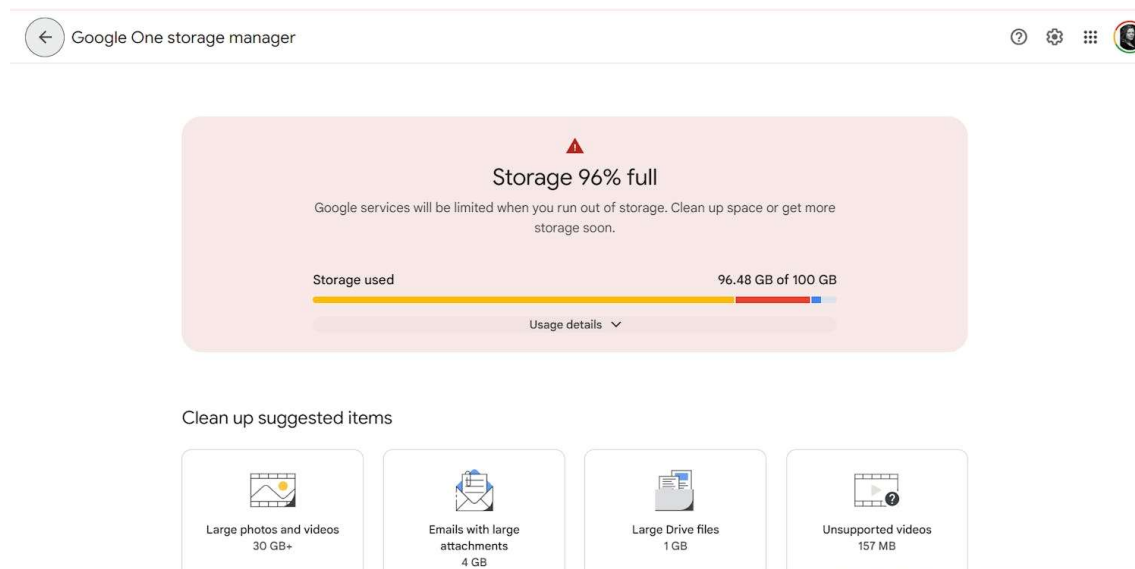 Google One storage manager
Storage 96% full
Google services will be limited when you run out of storage. Clean up space or get more
storage soon.
Storage used
96.48 GB of 100 GB
Usage details
Clean up suggested items
Large photos and videos
30 GB+
Emails with large
attachments
4 GB
Large Drive files
1 GB
Unsupported videos
157 MB